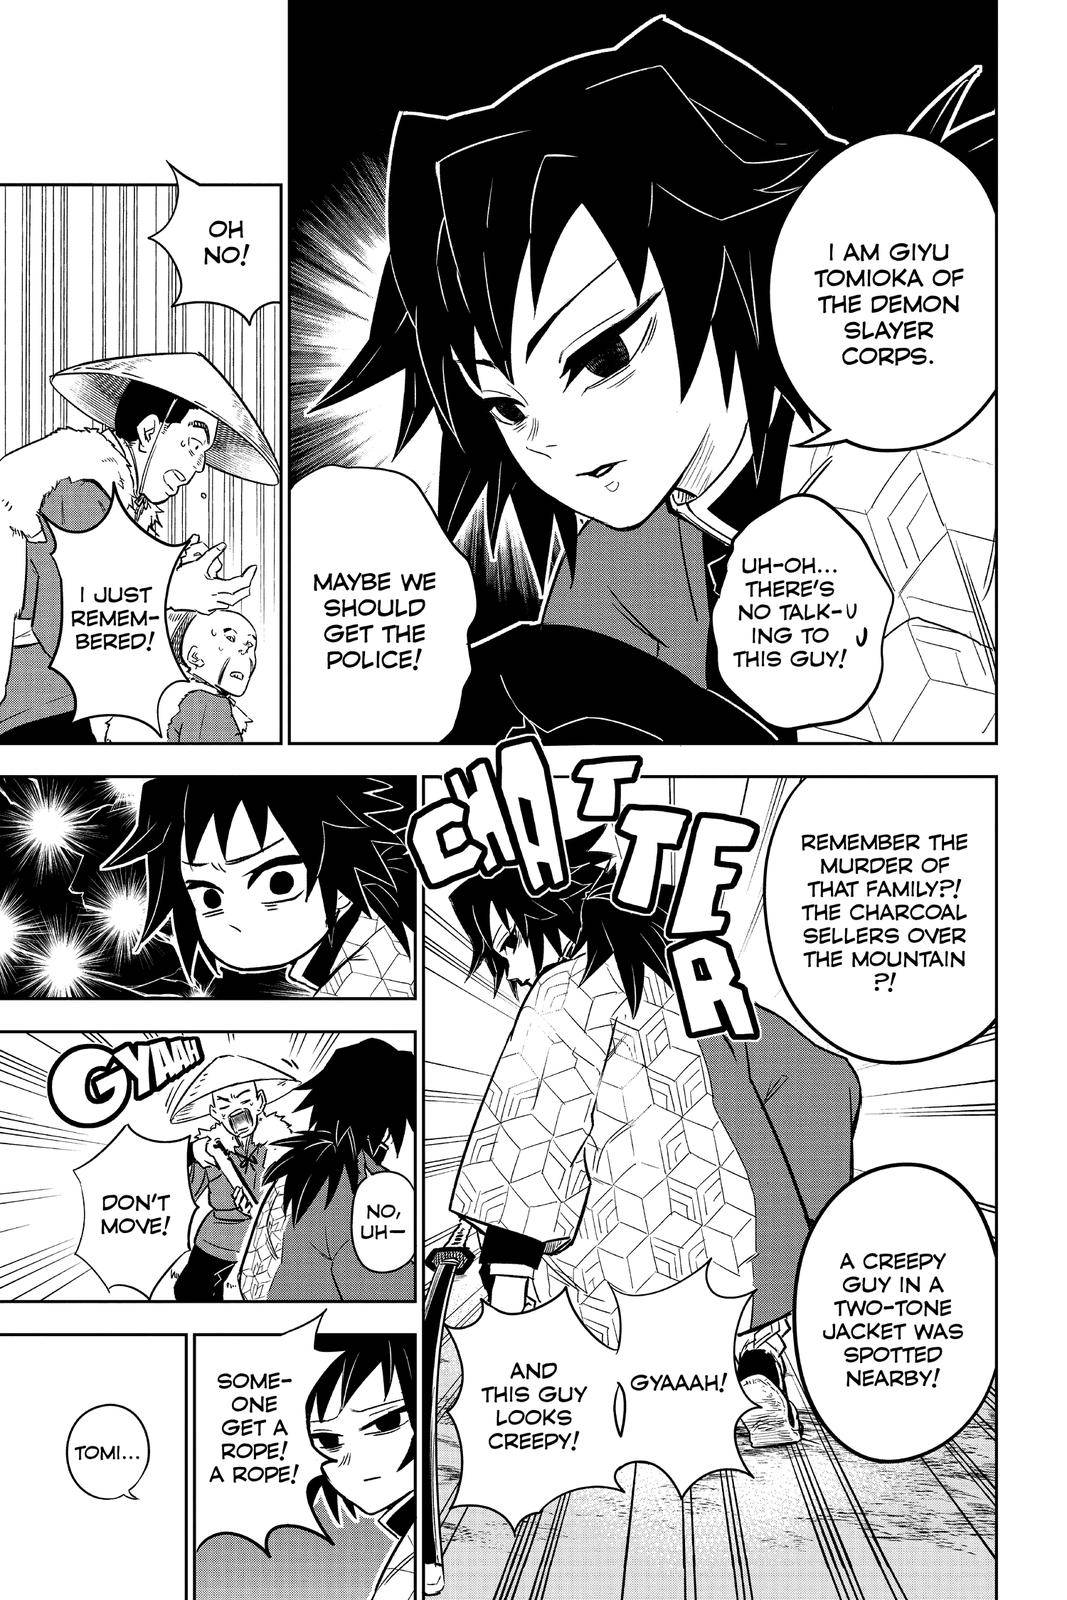 I AM GIYU
TOMIOKA OF
THE DEMON
SLAYER
CORPS.
UH-OH...
THERE'S
NO TALK-
ING TO
THIS GUY!
MAYBE WE
SHOULD
GET THE
POLICE!
OH
NO!
I JUST
REMEM-
BERED!
REMEMBER THE
MURDER OF
THAT FAMILY?!
THE CHARCOAL
SELLERS OVER
THE MOUNTAIN
?!
CHATTER
A CREEPY
GUY IN A
TWO-TONE
JACKET WAS
SPOTTED
NEARBY!
GYAAAH!
AND
THIS GUY
LOOKS
CREEPY!
GYAAH
NO,
UH—
DON'T
MOVE!
SOME-
ONE
GET A
ROPE!
A ROPE!
TOMI...